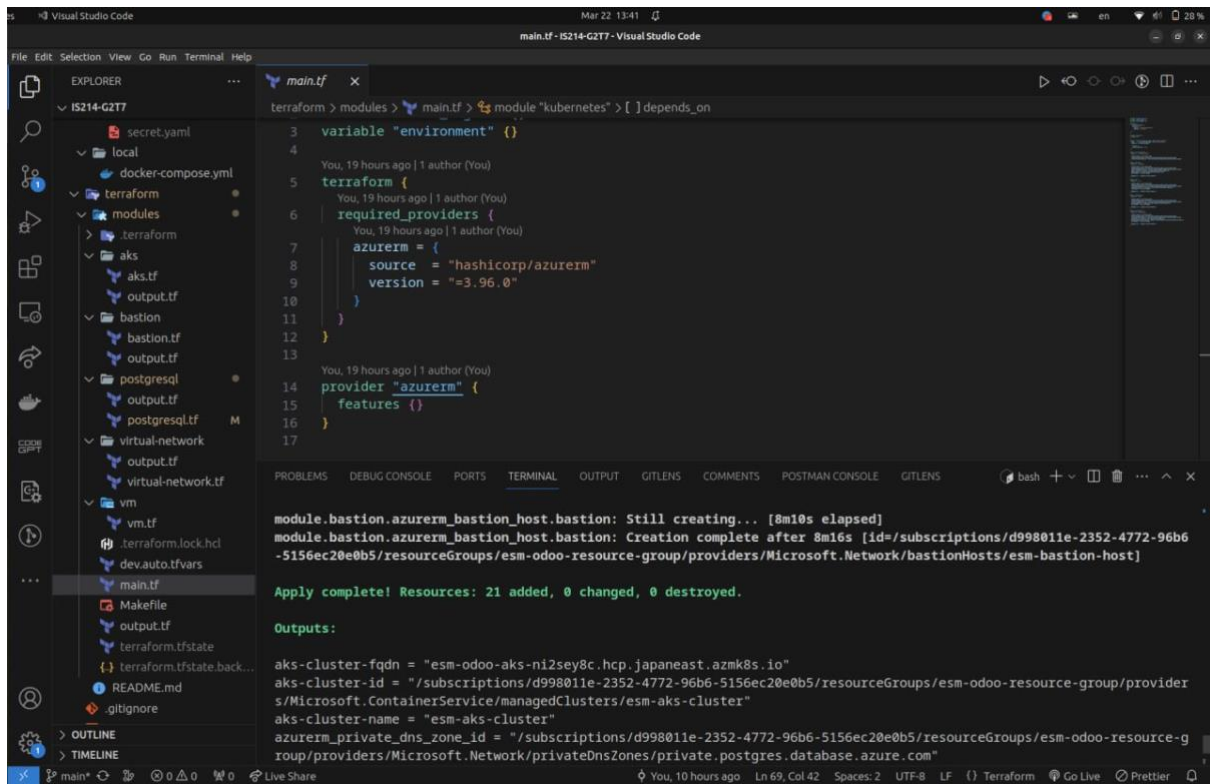 Visual Studio Code
Mar 22 13:41
en
28 %
main.tf - IS214-G2T7 - Visual Studio Code
File Edit Selection View Go Run Terminal Help
EXPLORER
IS214-G2T7
secret.yaml
local
docker-compose.yml
terraform
modules
.terraform
aks
aks.tf
output.tf
bastion
bastion.tf
output.tf
postgresql
output.tf
postgresql.tf M
virtual-network
output.tf
virtual-network.tf
vm
vm.tf
.terraform.lock.hcl
dev.auto.tfvars
main.tf
Makefile
output.tf
terraform.tfstate
terraform.tfstate.back...
README.md
.gitignore
OUTLINE
TIMELINE
CODE
GPT
main.tf
terraform > modules > main.tf > module "kubernetes" > [ ] depends_on
3 variable "environment" {}
4
You, 19 hours ago | 1 author (You)
5 terraform {
You, 19 hours ago | 1 author (You)
6 required_providers {
You, 19 hours ago | 1 author (You)
7 azurerm = {
8 source = "hashicorp/azurerm"
9 version = "=3.96.0"
10 }
11 }
12 }
13
You, 19 hours ago | 1 author (You)
14 provider "azurerm" {
15 features {}
16 }
17
PROBLEMS DEBUG CONSOLE PORTS TERMINAL OUTPUT GITLENS COMMENTS POSTMAN CONSOLE GITLENS
bash
module.bastion.azurerm_bastion_host.bastion: Still creating... [8m10s elapsed]
module.bastion.azurerm_bastion_host.bastion: Creation complete after 8m16s [id=/subscriptions/d998011e-2352-4772-96b6
-5156ec20e0b5/resourceGroups/esm-odoo-resource-group/providers/Microsoft.Network/bastionHosts/esm-bastion-host]
Apply complete! Resources: 21 added, 0 changed, 0 destroyed.
Outputs:
aks-cluster-fqdn = "esm-odoo-aks-ni2sey8c.hcp.japaneast.azmk8s.io"
aks-cluster-id = "/subscriptions/d998011e-2352-4772-96b6-5156ec20e0b5/resourceGroups/esm-odoo-resource-group/provider
s/Microsoft.ContainerService/managedClusters/esm-aks-cluster"
aks-cluster-name = "esm-aks-cluster"
azurerm_private_dns_zone_id = "/subscriptions/d998011e-2352-4772-96b6-5156ec20e0b5/resourceGroups/esm-odoo-resource-g
roup/providers/Microsoft.Network/privateDnsZones/private.postgres.database.azure.com"
main* 0 0 0 0 Live Share
You, 10 hours ago Ln 69, Col 42 Spaces: 2 UTF-8 LF {} Terraform Go Live Prettier